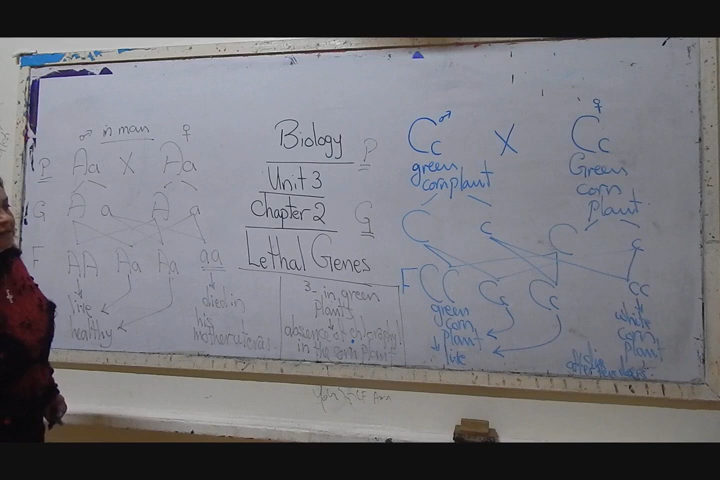 ♂ in man ♀
P Aa X Aa
G A a A a
F AA Aa Aa aa
live
healthy
died in
his
mother uterus
Biology
Unit 3
Chapter 2
Lethal Genes
3- in green
Plants
absence of chloroph
in the corn plant
♂ ♀
P Cc X Cc
green
corn plant
Green
corn
Plant
G C c C c
F CC Cc Cc cc
green
corn
plant
live
white
corn
plant
die